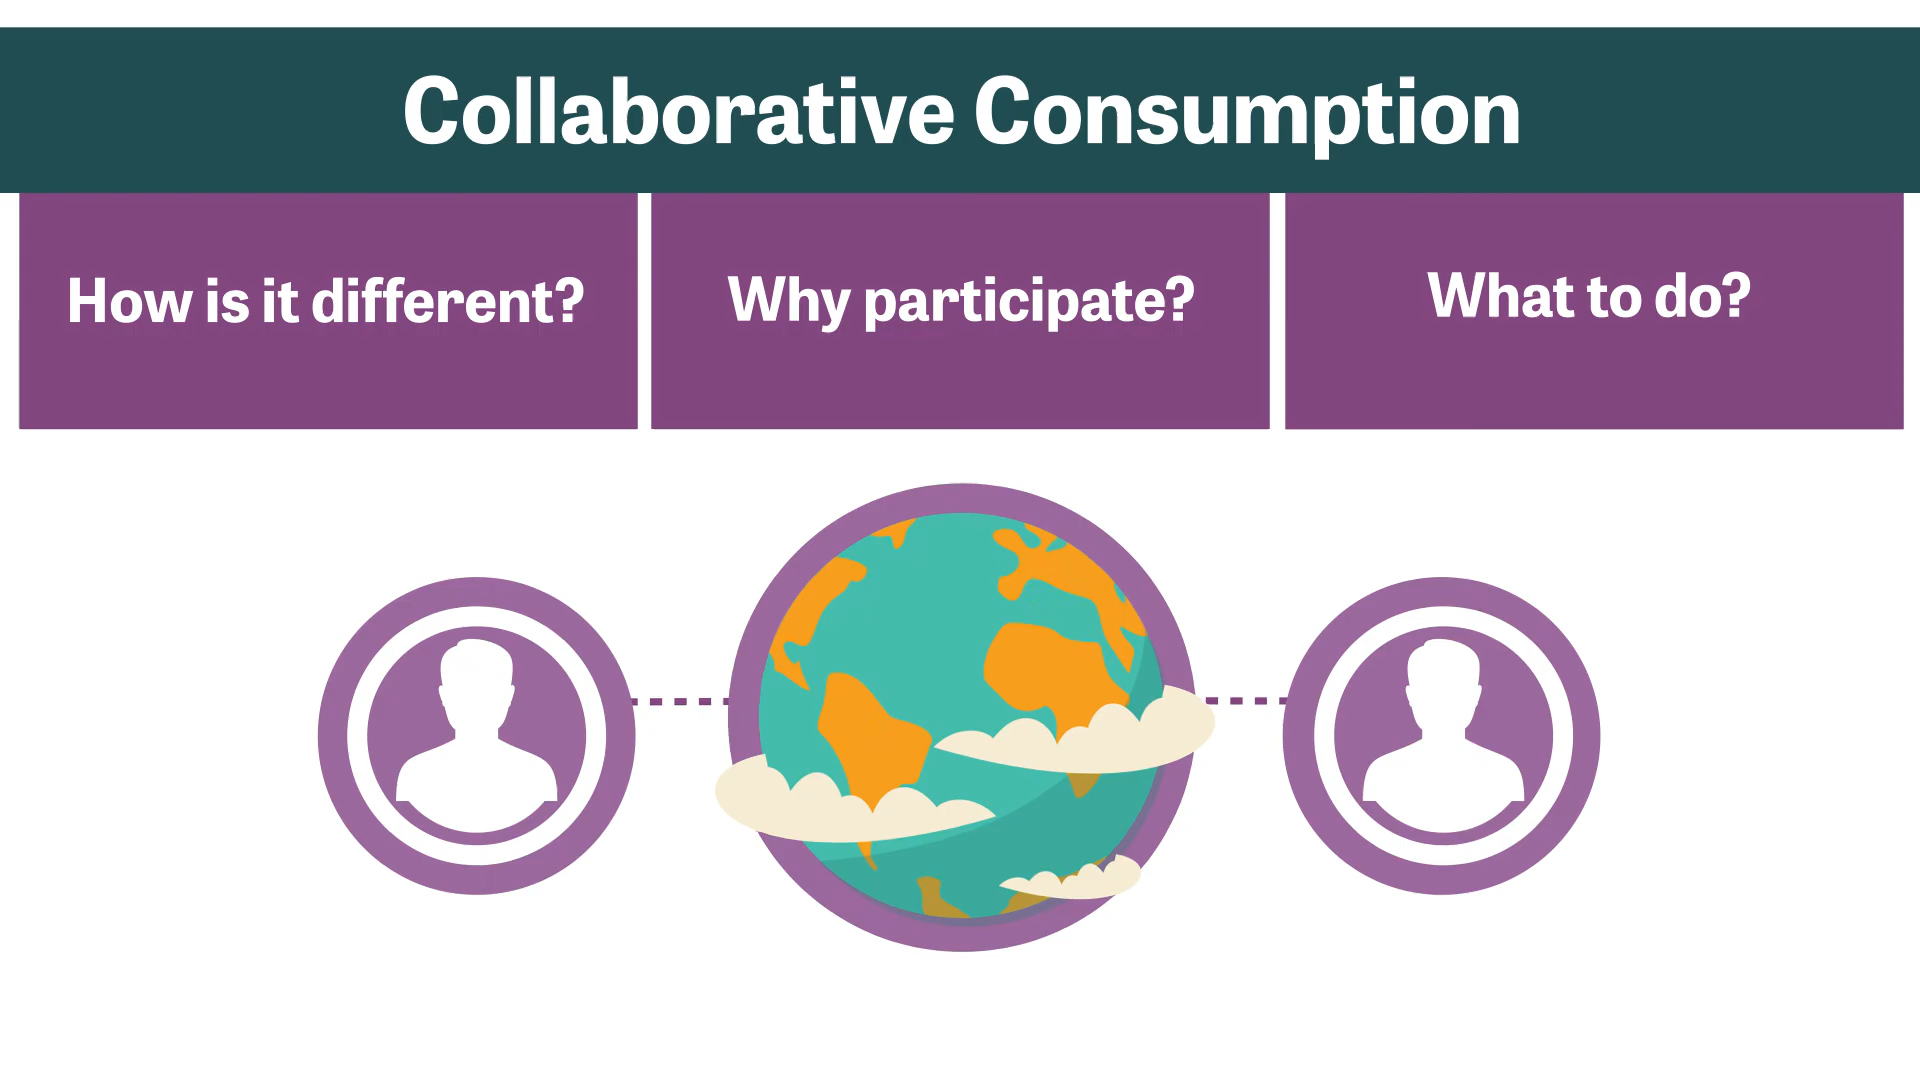 Collaborative Consumption
How is it different?
Why participate?
What to do?